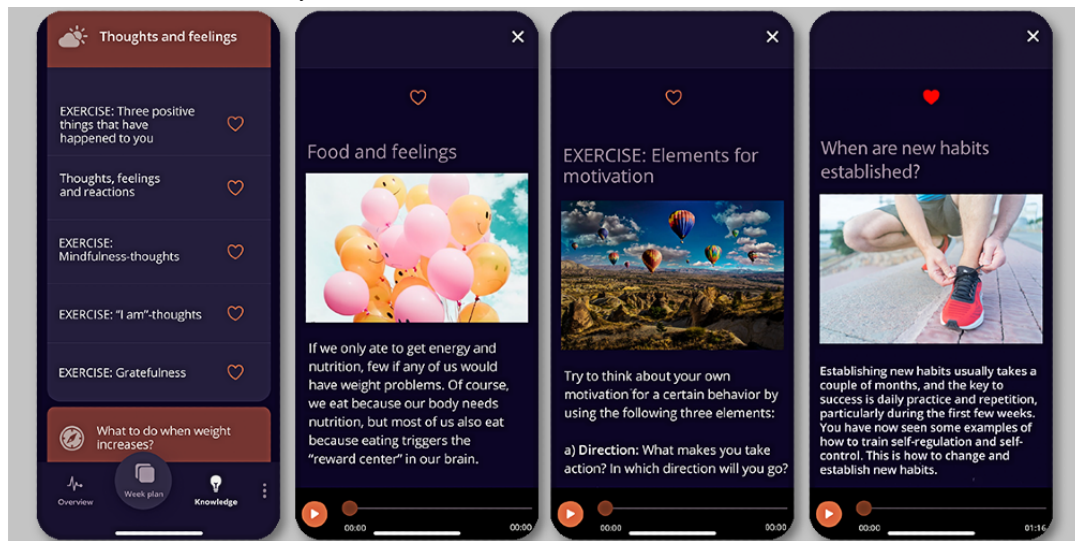 Thoughts and feelings
EXERCISE: Three positive
things that have
happened to you
Thoughts, feelings
and reactions
EXERCISE:
Mindfulness-thoughts
EXERCISE: “I am”-thoughts
EXERCISE: Gratefulness
What to do when weight
increases?
Overview
Week plan
Knowledge
Food and feelings
If we only ate to get energy and
nutrition, few if any of us would
have weight problems. Of course,
we eat because our body needs
nutrition, but most of us also eat
because eating triggers the
“reward center” in our brain.
00:00
00:00
EXERCISE: Elements for
motivation
Try to think about your own
motivation for a certain behavior by
using the following three elements:
a) Direction: What makes you take
action? In which direction will you go?
00:00
00:00
When are new habits
established?
Establishing new habits usually takes a
couple of months, and the key to
success is daily practice and repetition,
particularly during the first few weeks.
You have now seen some examples of
how to train self-regulation and self-
control. This is how to change and
establish new habits.
00:00
01:16